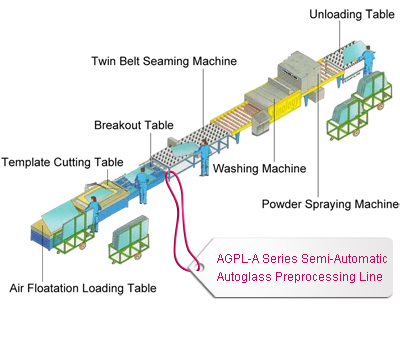 Unloading Table
Twin Belt Seaming Machine
Breakout Table
Template Cutting Table
Washing Machine
Powder Spraying Machine
Air Floatation Loading Table
AGPL-A Series Semi-Automatic
Autoglass Preprocessing Line